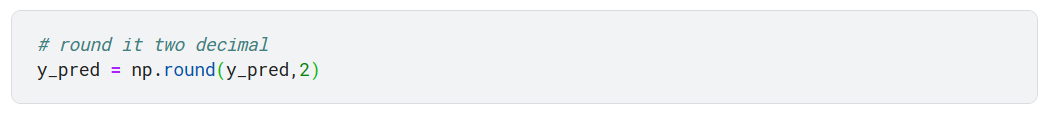 # round it two decimal
y_pred = np.round(y_pred,2)